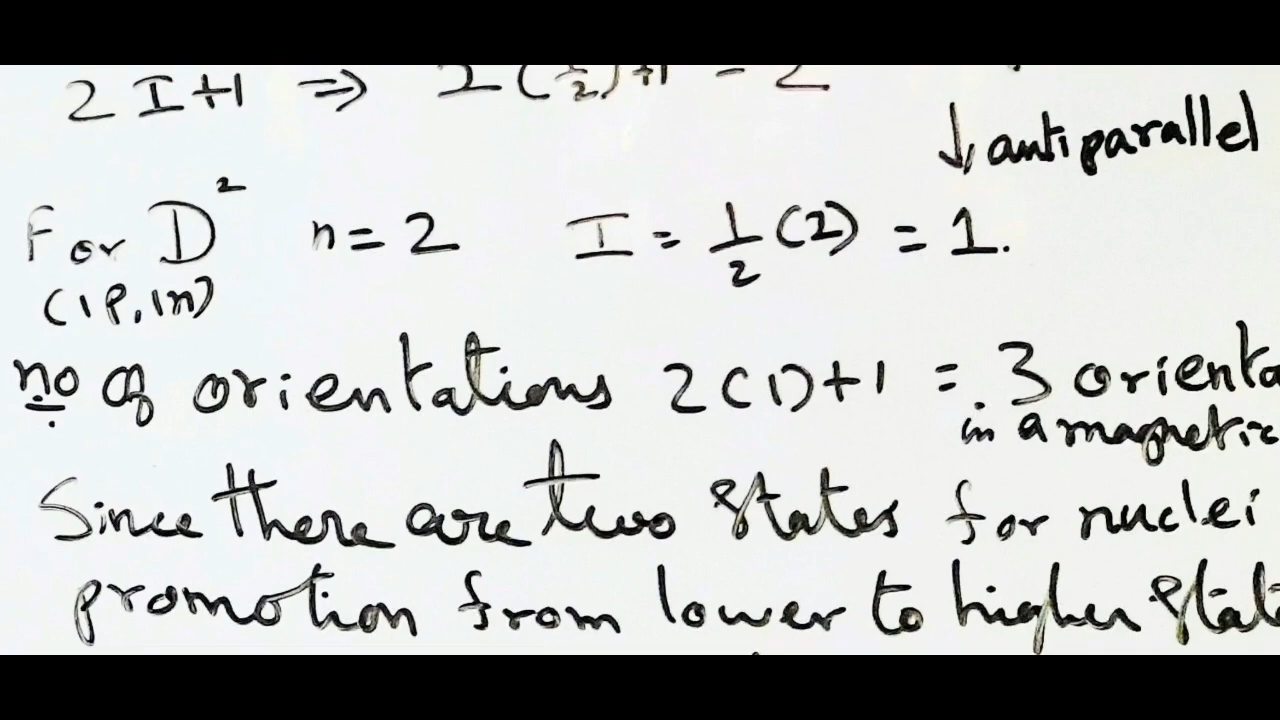 2 I+1 ⇒ 2(1/2)+1 = 2
↓, antiparallel
For D² n=2 I = 1/2 (2) = 1.
(1P, 1n)
no of orientations 2(1)+1 = 3 orienta
in a magnetic
Since there are two states for nuclei
promotion from lower to higher stat